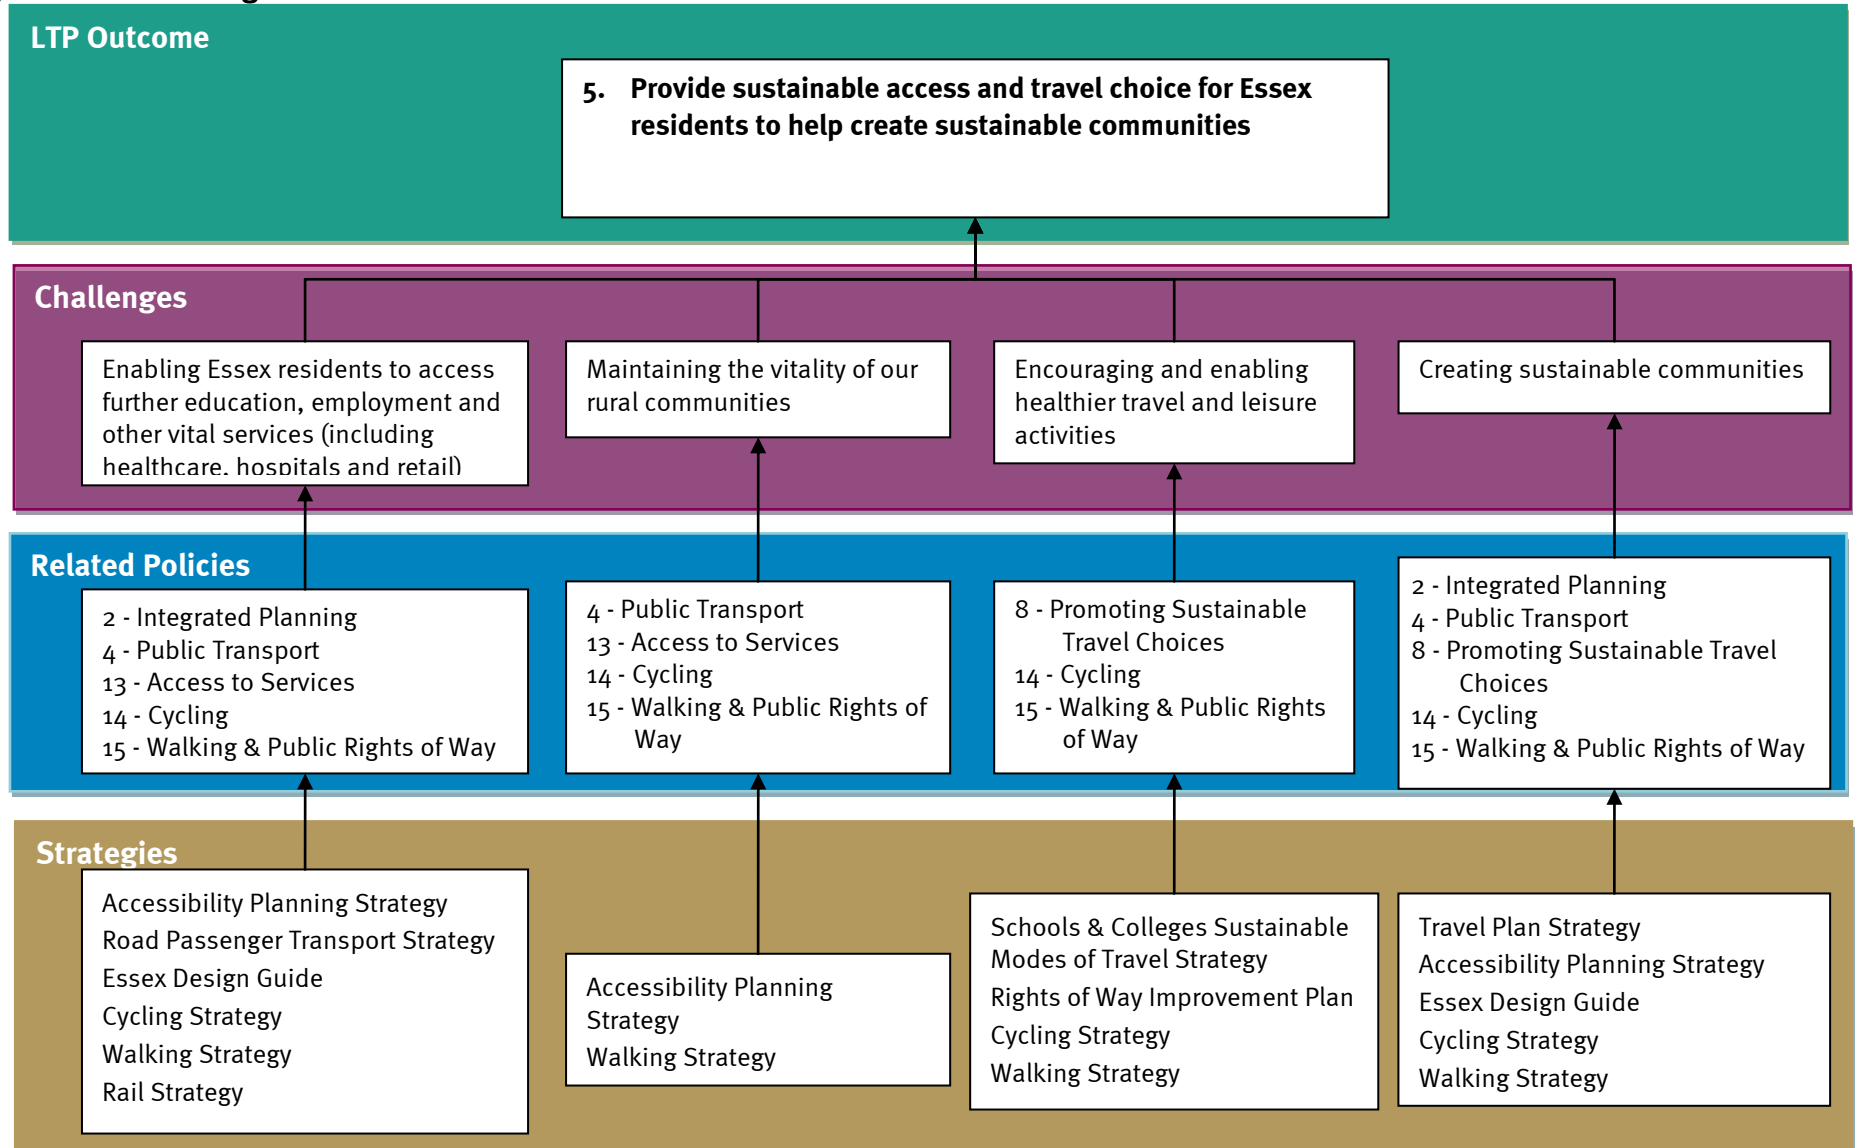 LTP Outcome
5. Provide sustainable access and travel choice for Essex
residents to help create sustainable communities
Challenges
Enabling Essex residents to access
further education, employment and
other vital services (including
healthcare, hospitals and retail)
Maintaining the vitality of our
rural communities
Encouraging and enabling
healthier travel and leisure
activities
Creating sustainable communities
Related Policies
2 - Integrated Planning
4 - Public Transport
13 - Access to Services
14 - Cycling
15 - Walking & Public Rights of Way
4 - Public Transport
13 - Access to Services
14 - Cycling
15 - Walking & Public Rights of
Way
8 - Promoting Sustainable
Travel Choices
14 - Cycling
15 - Walking & Public Rights
of Way
2 - Integrated Planning
4 - Public Transport
8 - Promoting Sustainable Travel
Choices
14 - Cycling
15 - Walking & Public Rights of Way
Strategies
Accessibility Planning Strategy
Road Passenger Transport Strategy
Essex Design Guide
Cycling Strategy
Walking Strategy
Rail Strategy
Accessibility Planning
Strategy
Walking Strategy
Schools & Colleges Sustainable
Modes of Travel Strategy
Rights of Way Improvement Plan
Cycling Strategy
Walking Strategy
Travel Plan Strategy
Accessibility Planning Strategy
Essex Design Guide
Cycling Strategy
Walking Strategy